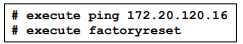 # execute ping 172.20.120.16
# execute factoryreset